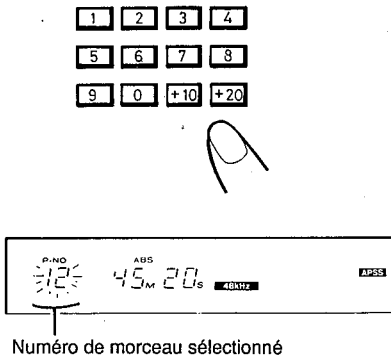 1 2 3 4
5 6 7 8
9 0 +10 +20
P-NO ABS
12 45M 20S 48kHz APSS
Numéro de morceau sélectionné